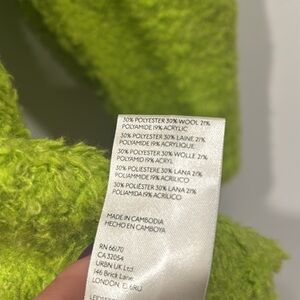 30% POLYESTER 30% WOOL 21%
POLYAMIDE 19% ACRYLIC
30% POLYESTER 30% LAINE 21%
POLYAMIDE 19% ACRYLIQUE
30% POLYESTER 30% WOLLE 21%
POLYAMID 19% ACRYL
30% POLIESTERE 30% LANA 21%
POLIAMMIDE 19% ACRILICO
30% POLIÉSTER 30% LANA 21%
POLIAMIDA 19% ACRÍLICO
MADE IN CAMBODIA
HECHO EN CAMBOYA
RN 66170
CA 32054
URBN UK Ltd
146 Brick Lane
LONDON, E1 6RU